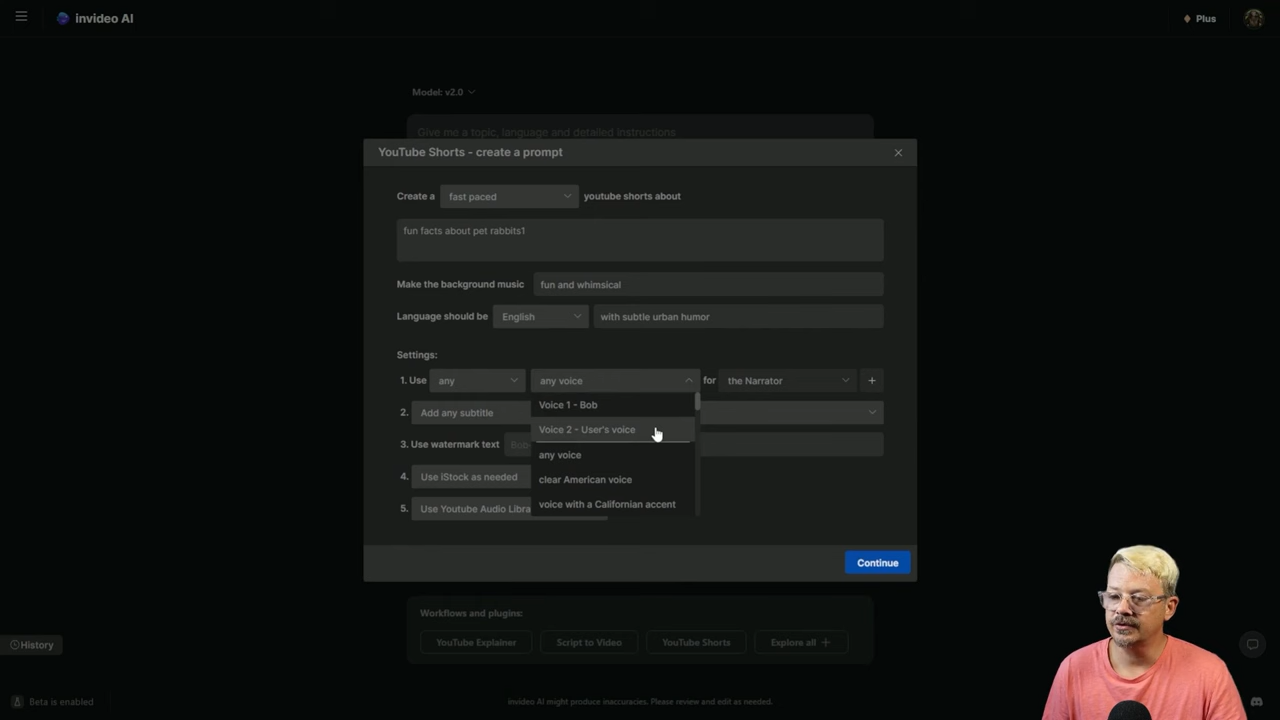 invideo AI
Plus
Model: v2.0
Give me a topic, language and detailed instructions
YouTube Shorts - create a prompt
Create a fast paced youtube shorts about
fun facts about pet rabbits1
Make the background music fun and whimsical
Language should be English with subtle urban humor
Settings:
1. Use any any voice for the Narrator
Voice 1 - Bob
2. Add any subtitle
Voice 2 - User's voice
3. Use watermark text Bob-
any voice
4. Use iStock as needed
clear American voice
voice with a Californian accent
5. Use Youtube Audio Libra
Continue
Workflows and plugins:
YouTube Explainer Script to Video YouTube Shorts Explore all
History
Beta is enabled
invideo AI might produce inaccuracies. Please review and edit as needed.